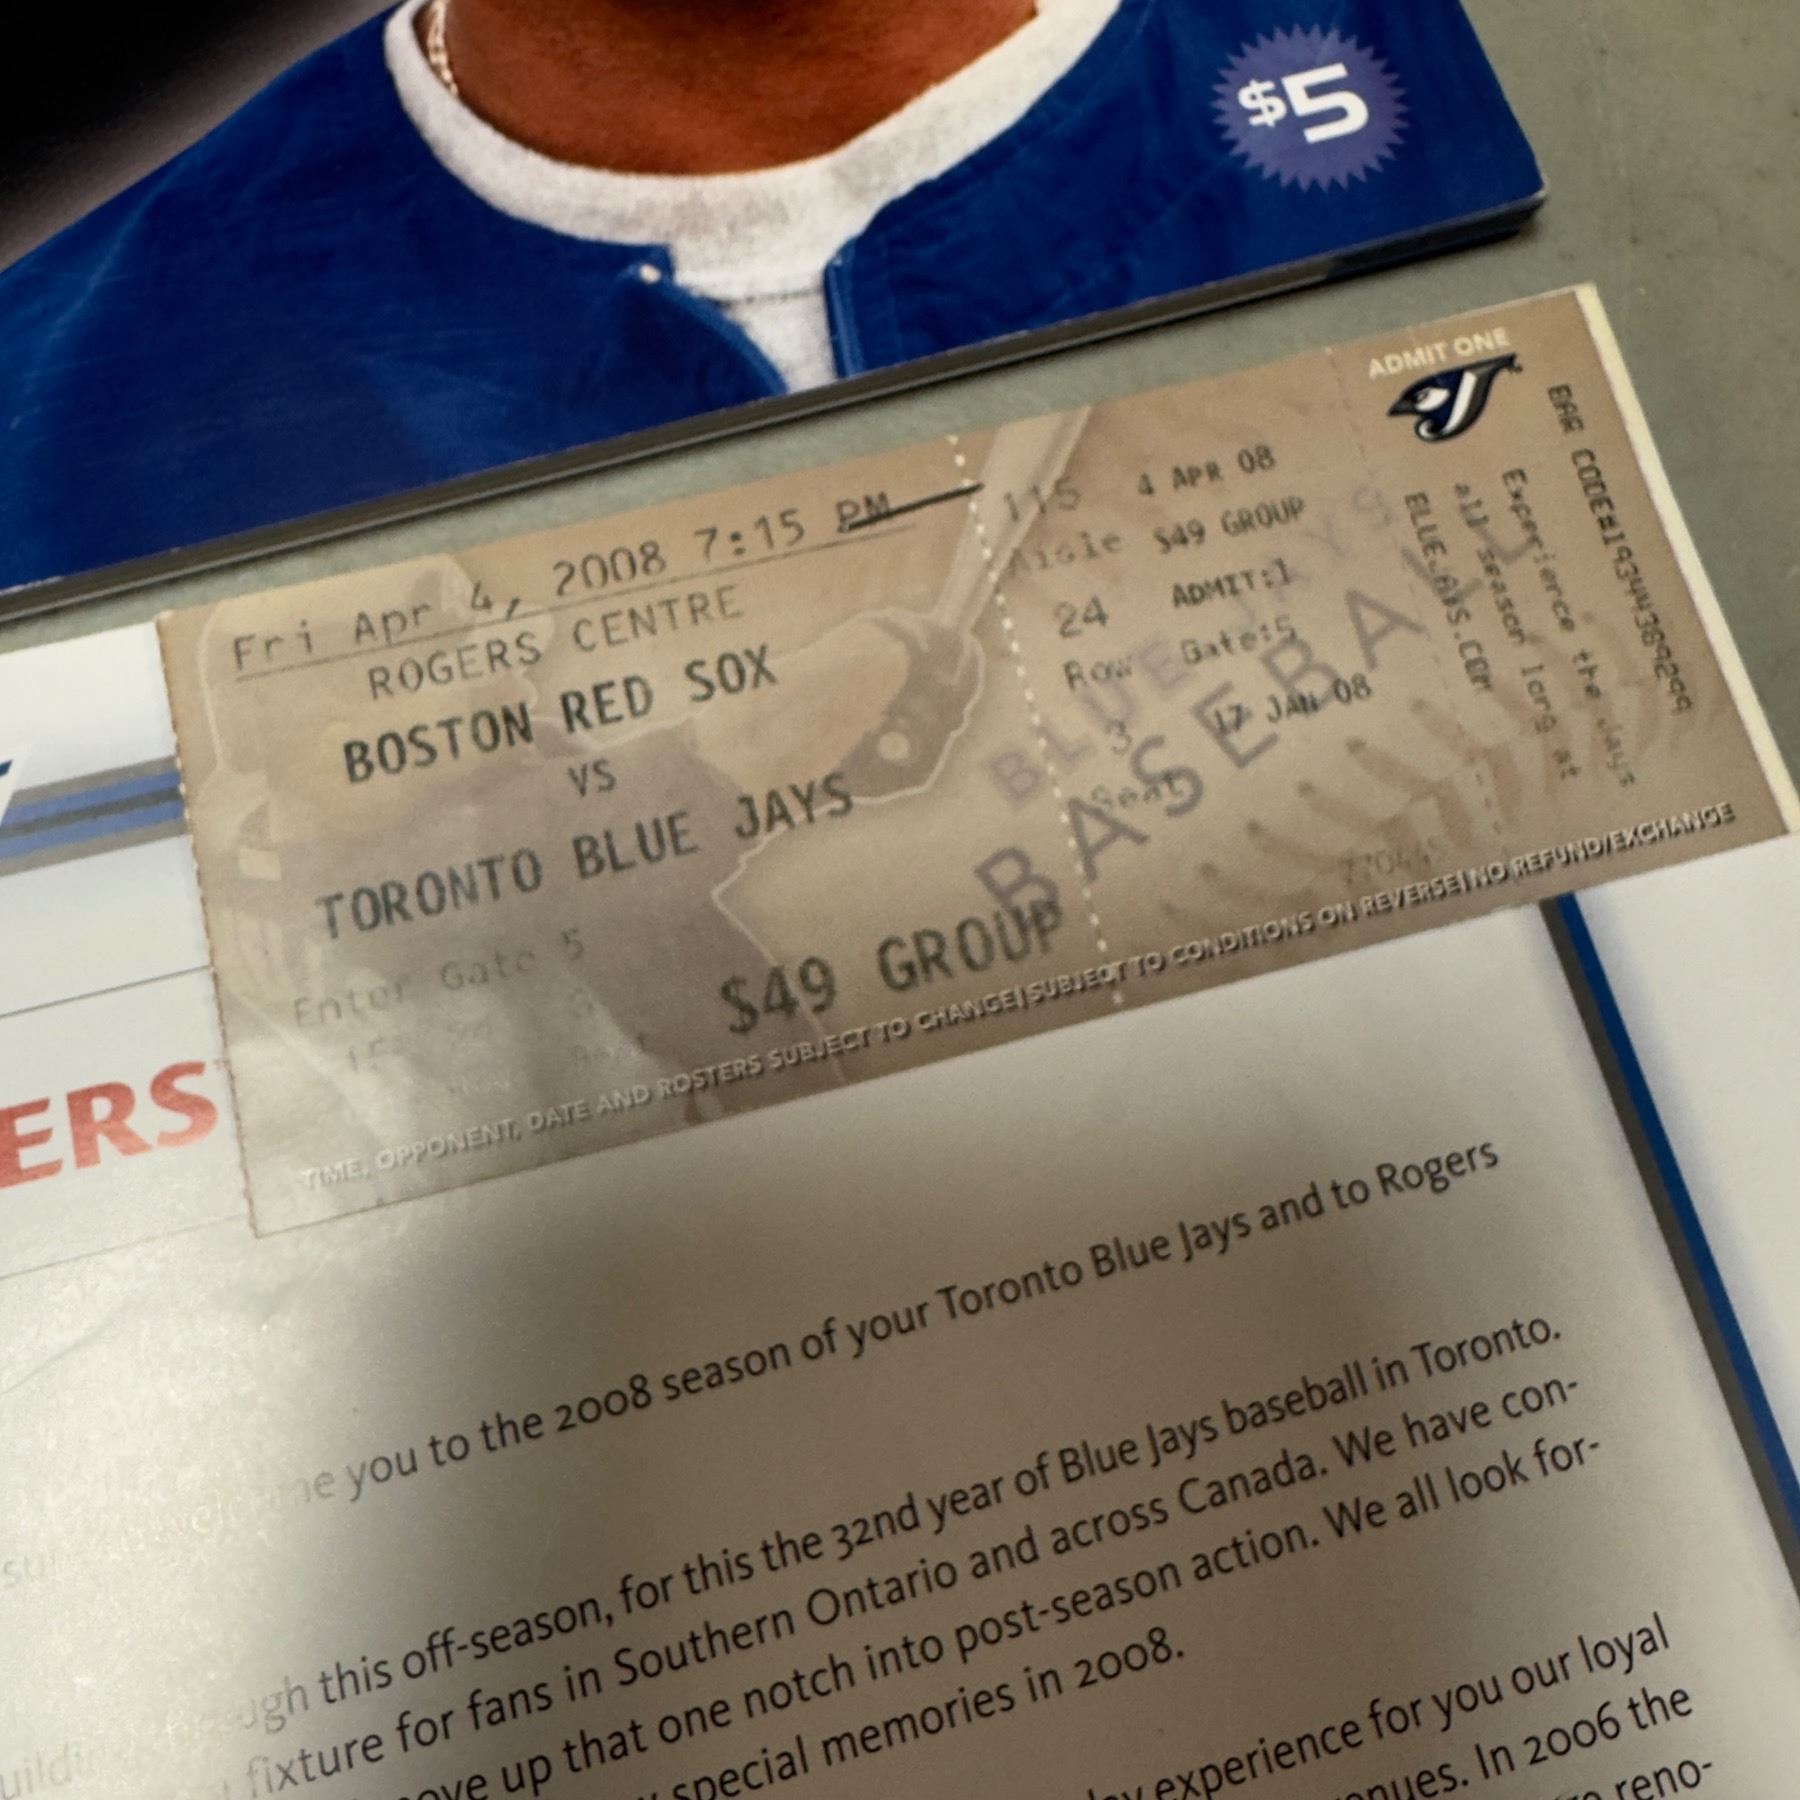 $5
Fri Apr 4, 2008 7:15 PM
ROGERS CENTRE
BOSTON RED SOX
VS
TORONTO BLUE JAYS
Enter Gate 5
$49 GROUP
TIME, OPPONENT, DATE AND ROSTERS SUBJECT TO CHANGE|SUBJECT TO CONDITIONS ON REVERSE|NO REFUND/EXCHANGE
115 4 APR 08
Aisle $49 GROUP
24 ADMIT:1
Row Gate:5
3 17 JAN 08
Seat
BLUE JAYS
BASEBALL
ADMIT ONE
BLUEJAYS.COM
all season long at
Experience the Jays
BAR CODE#1934438929
ERS
you to the 2008 season of your Toronto Blue Jays and to Rogers
this off-season, for this the 32nd year of Blue Jays baseball in Toronto.
fixture for fans in Southern Ontario and across Canada. We have con-
up that one notch into post-season action. We all look for-
special memories in 2008.
experience for you our loyal
In 2006 the
reno-